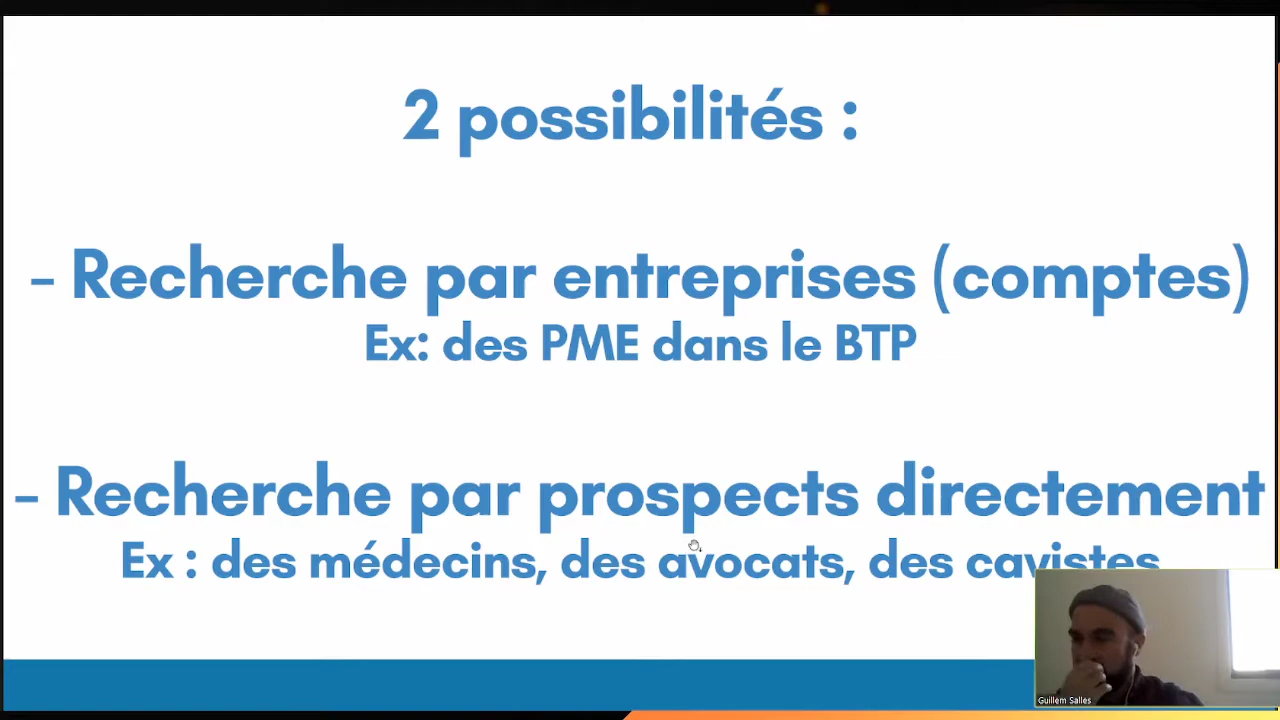 2 possibilités :
- Recherche par entreprises (comptes)
Ex: des PME dans le BTP
- Recherche par prospects directement
Ex : des médecins, des avocats, des cavistes
Guillem Salles